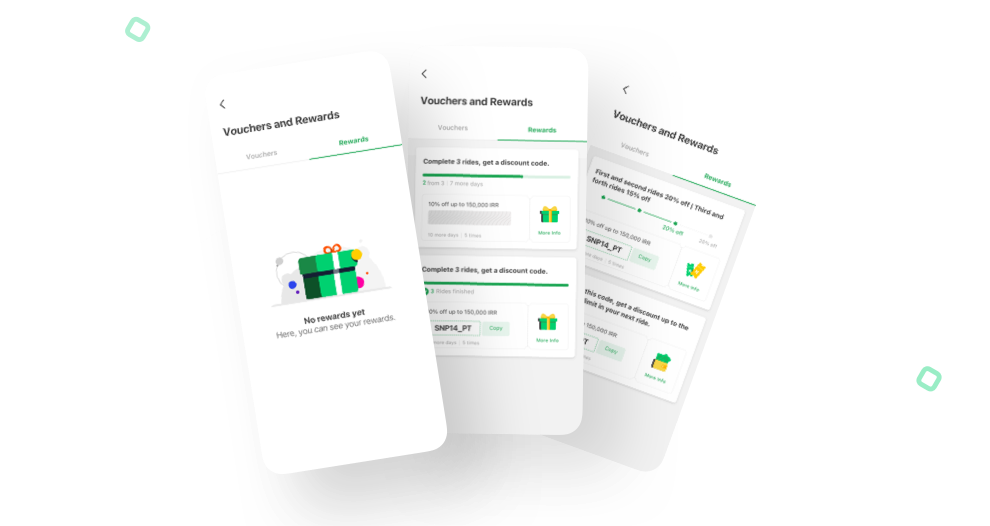 Vouchers and Rewards
Vouchers
Rewards
No rewards yet
Here, you can see your rewards.
Vouchers and Rewards
Vouchers
Rewards
Complete 3 rides, get a discount code.
2 from 3 | 7 more days
10% off up to 150,000 IRR
10 more days | 5 times
More info
Complete 3 rides, get a discount code.
3 Rides finished
0% off up to 150,000 IRR
SNP14_PT
Copy
more days | 5 times
More info
Vouchers and Rewards
Vouchers
Rewards
First and second rides 20% off | Third and
forth rides 15% off
20% off
20% off
10% off up to 150,000 IRR
SNP14_PT
Copy
days | 5 times
More info
this code, get a discount up to the
limit in your next ride.
150,000 IRR
Copy
More info